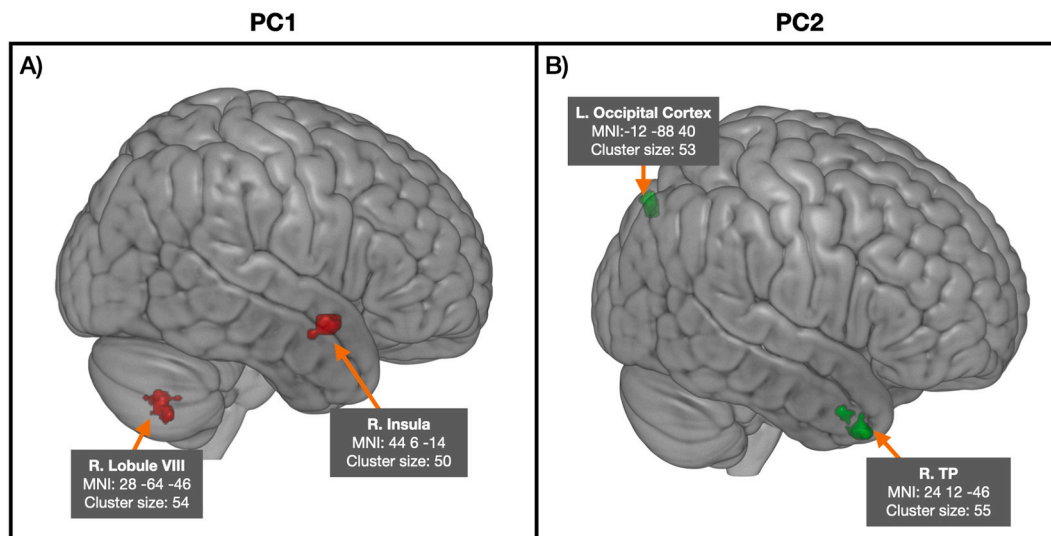 PC1
PC2
A)
R. Lobule VIII
MNI: 28 -64 -46
Cluster size: 54
R. Insula
MNI: 44 6 -14
Cluster size: 50
B)
L. Occipital Cortex
MNI:-12 -88 40
Cluster size: 53
R. TP
MNI: 24 12 -46
Cluster size: 55